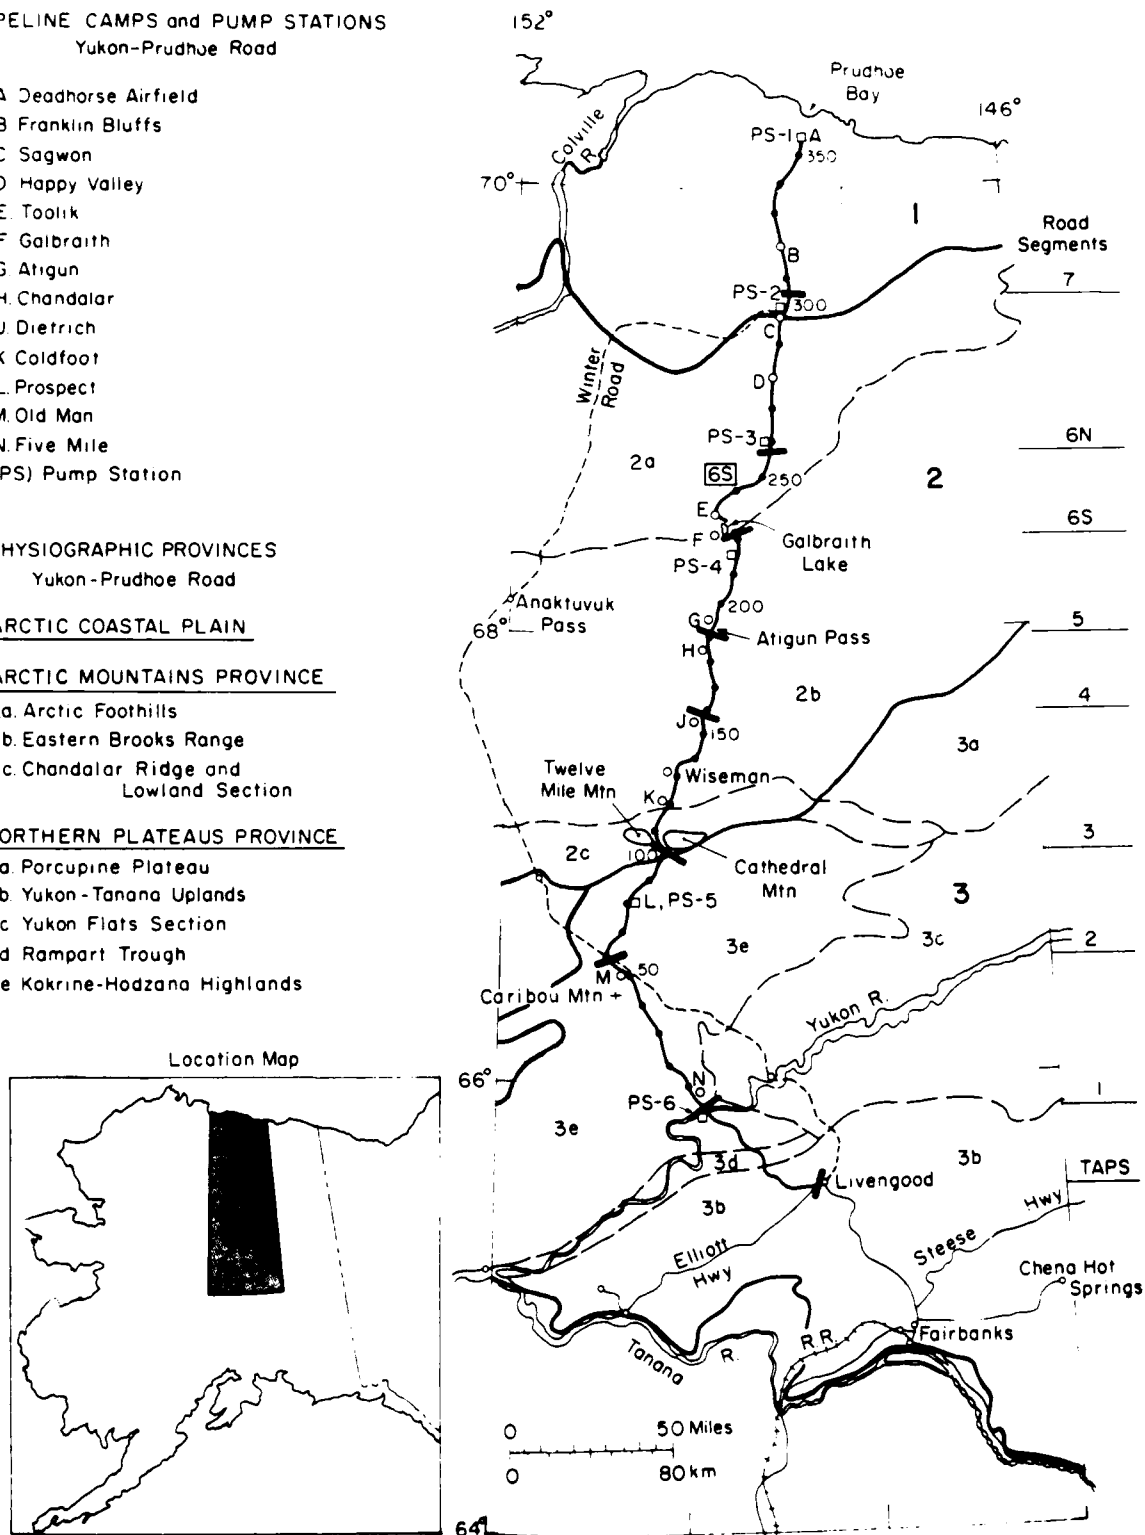 PELINE CAMPS and PUMP STATIONS
Yukon-Prudhoe Road
A Deadhorse Airfield
B Franklin Bluffs
C Sagwon
D Happy Valley
E. Toolik
F Galbraith
G Atigun
H. Chandalar
J. Dietrich
K Coldfoot
L. Prospect
M. Old Man
N. Five Mile
PS) Pump Station
HYSIOGRAPHIC PROVINCES
Yukon-Prudhoe Road
ARCTIC COASTAL PLAIN
ARCTIC MOUNTAINS PROVINCE
a. Arctic Foothills
b. Eastern Brooks Range
c. Chandalar Ridge and
Lowland Section
ORTHERN PLATEAUS PROVINCE
a. Porcupine Plateau
b. Yukon-Tanana Uplands
c Yukon Flats Section
d Rampart Trough
e Kokrine-Hodzana Highlands
Location Map
152°
Prudhoe
Bay
146°
Colville
R.
PS-1 A
350
70°
1
Road
Segments
B
7
PS-2
300
C
Winter
Road
D
PS-3
6N
2a
6S
250
2
E
6S
F
Galbraith
Lake
PS-4
Anaktuvuk
Pass
200
G
68°
5
Atigun Pass
H
2b
4
J
150
3a
Twelve
Mile Mtn
Wiseman
K
3
2c
100
Cathedral
Mtn
L, PS-5
3
3e
3c
2
M
50
Caribou Mtn +
Yukon R.
66°
N
1
PS-6
3e
3d
3b
TAPS
Livengood
3b
Elliott
Hwy
Steese Hwy
Chena Hot
Springs
Fairbanks
R.R.
Tanana R.
0 50 Miles
0 80 km
64°